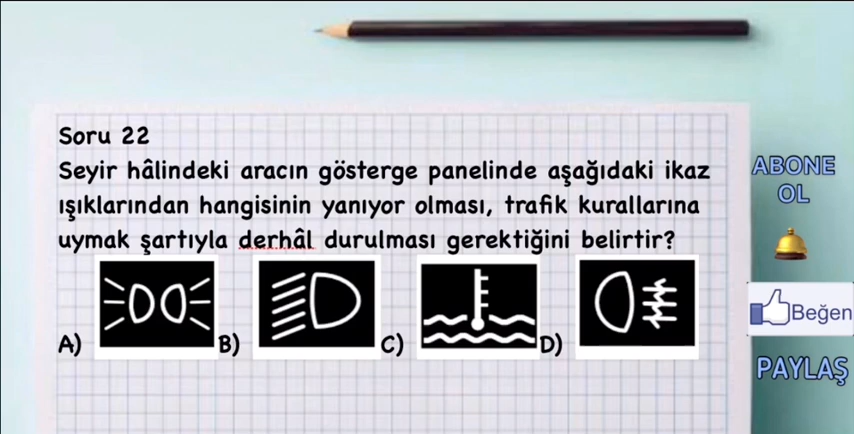 Soru 22
Seyir hâlindeki aracın gösterge panelinde aşağıdaki ikaz
ışıklarından hangisinin yanıyor olması, trafik kurallarına
uymak şartıyla derhâl durulması gerektiğini belirtir?
A) B) C) D)
ABONE
OL
Beğen
PAYLAŞ